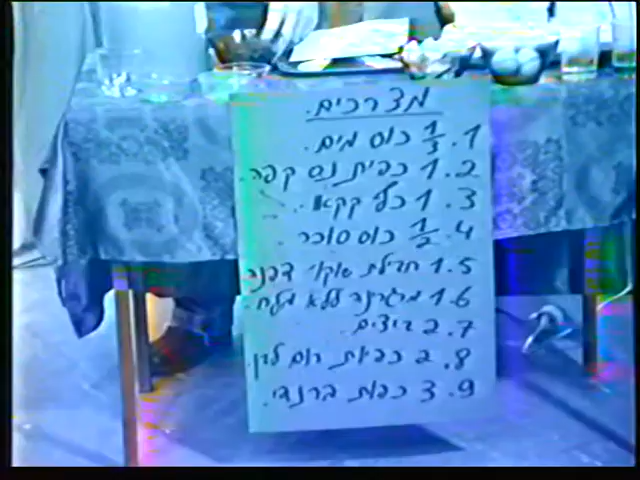 מצרכים.
1. 1/3 כוס מים.
2. 1 כפית נס קפה.
3. 1 כף קקאו.
4. 1/2 כוס סוכר
5. 1 חבילת שוקו
6. 1 מרגרינה ללא מלח.
7. 2 ביצים.
8. 2 כפיות רום
9. 3 כפות ברנדי.